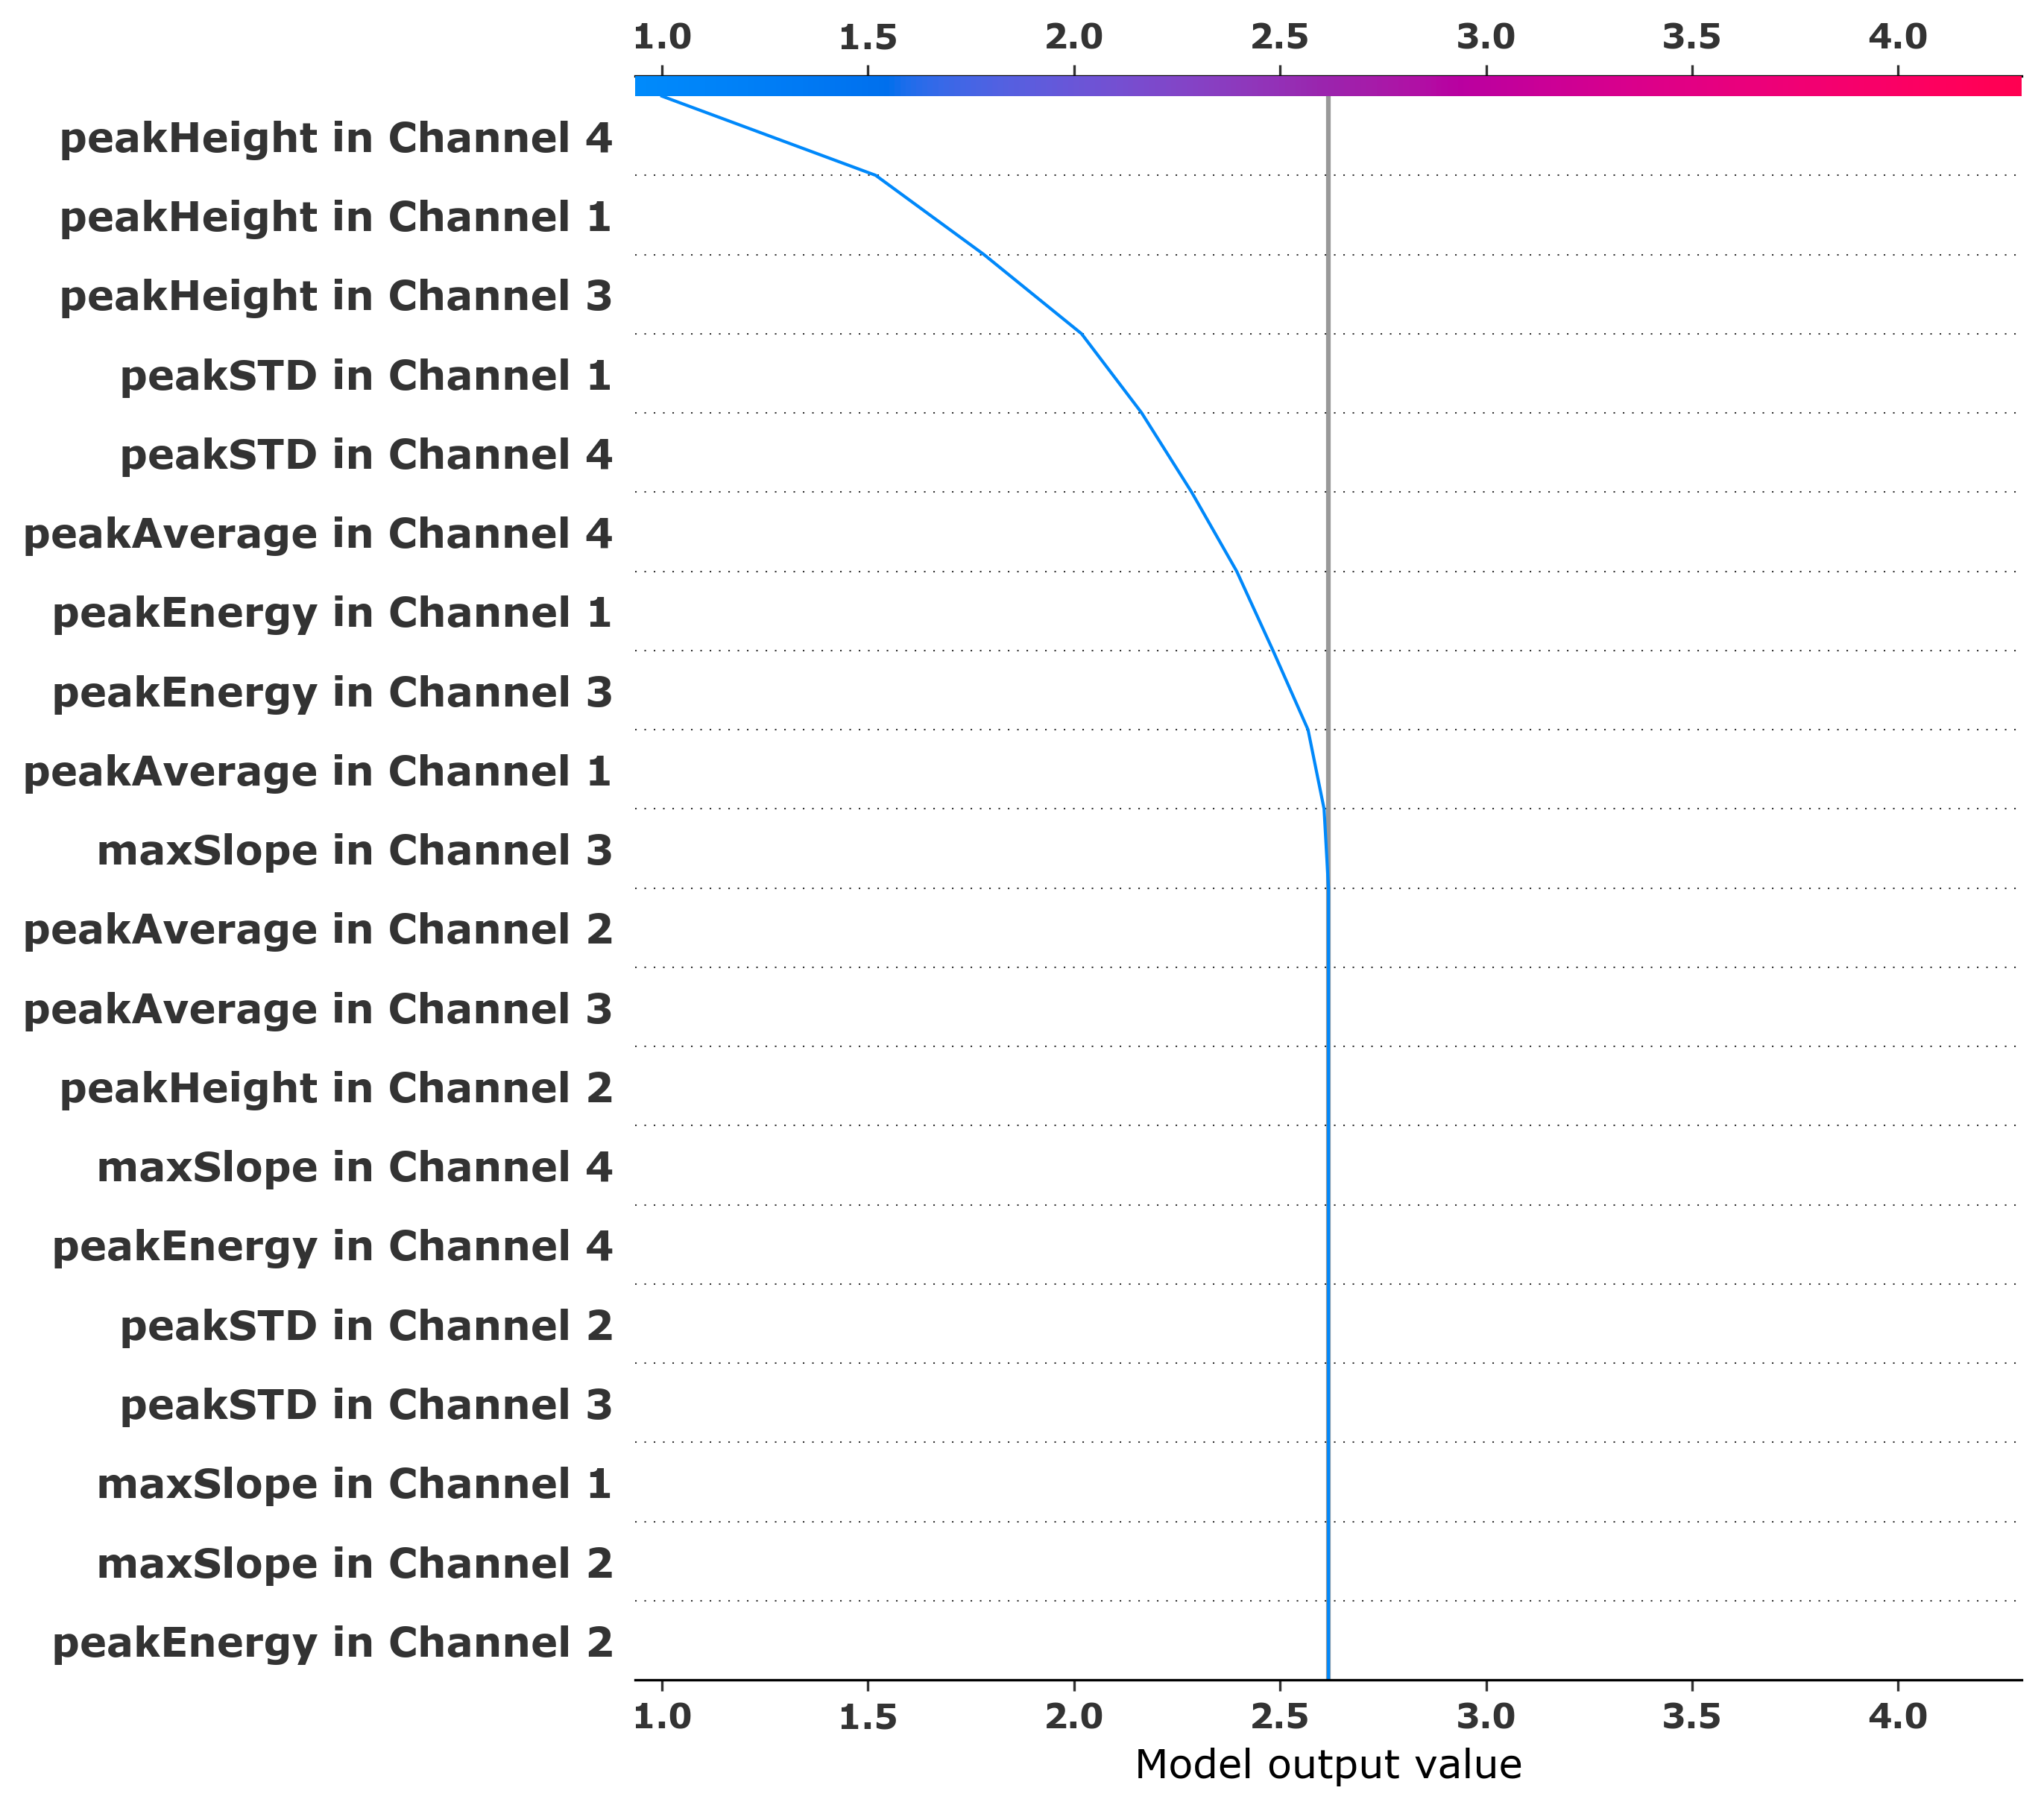 1.0 1.5 2.0 2.5 3.0 3.5 4.0
peakHeight in Channel 4
peakHeight in Channel 1
peakHeight in Channel 3
peakSTD in Channel 1
peakSTD in Channel 4
peakAverage in Channel 4
peakEnergy in Channel 1
peakEnergy in Channel 3
peakAverage in Channel 1
maxSlope in Channel 3
peakAverage in Channel 2
peakAverage in Channel 3
peakHeight in Channel 2
maxSlope in Channel 4
peakEnergy in Channel 4
peakSTD in Channel 2
peakSTD in Channel 3
maxSlope in Channel 1
maxSlope in Channel 2
peakEnergy in Channel 2
1.0 1.5 2.0 2.5 3.0 3.5 4.0
Model output value